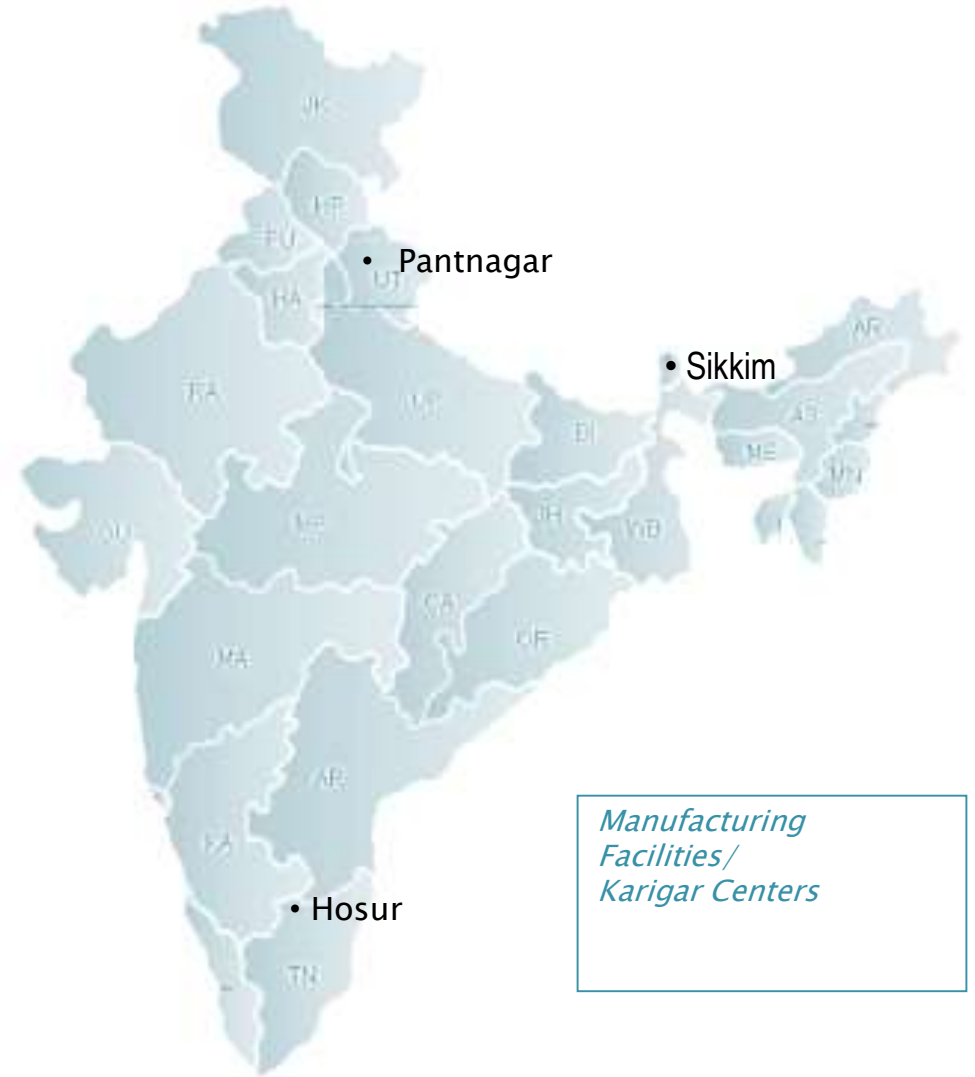 JK
HP
PU
• Pantnagar
UT
HA
AR
• Sikkim
RA
UP
AS
BI
ME
MN
GU
MP
JH
WB
CA
OR
MA
AP
Manufacturing
Facilities/
Karigar Centers
KA
• Hosur
TN